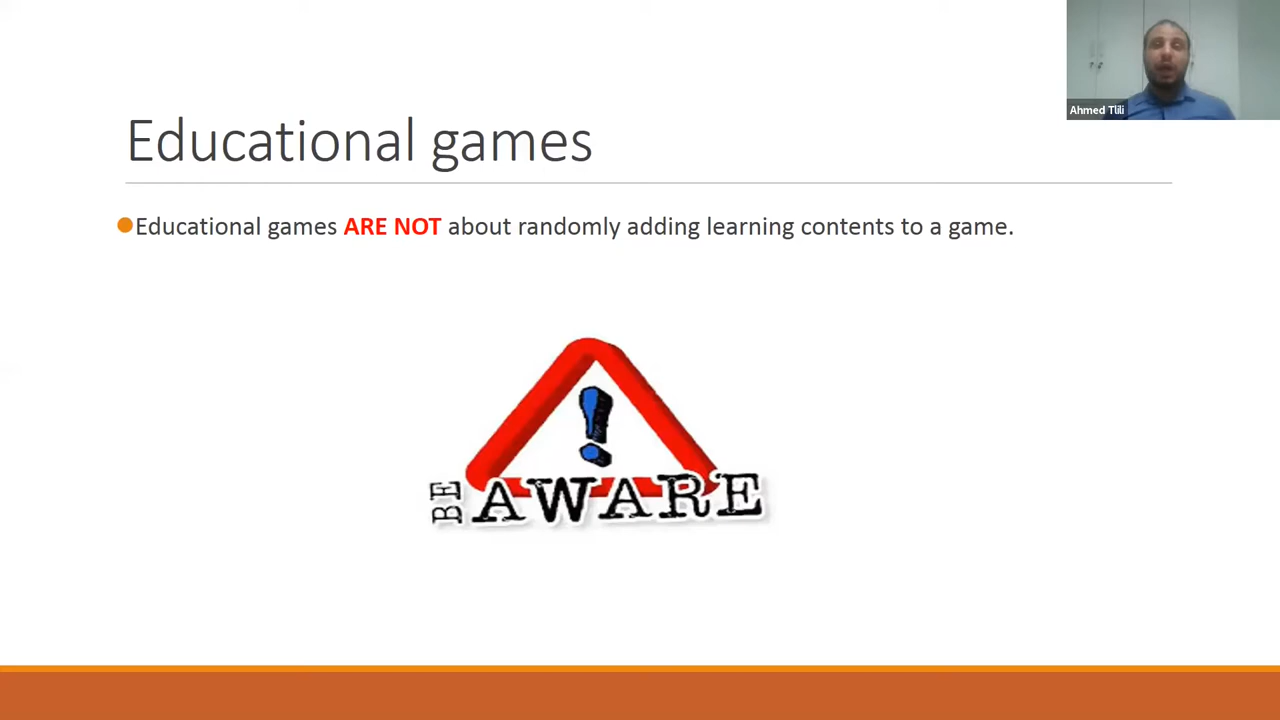 Ahmed Tlili
Educational games
Educational games ARE NOT about randomly adding learning contents to a game.
!
BE AWARE